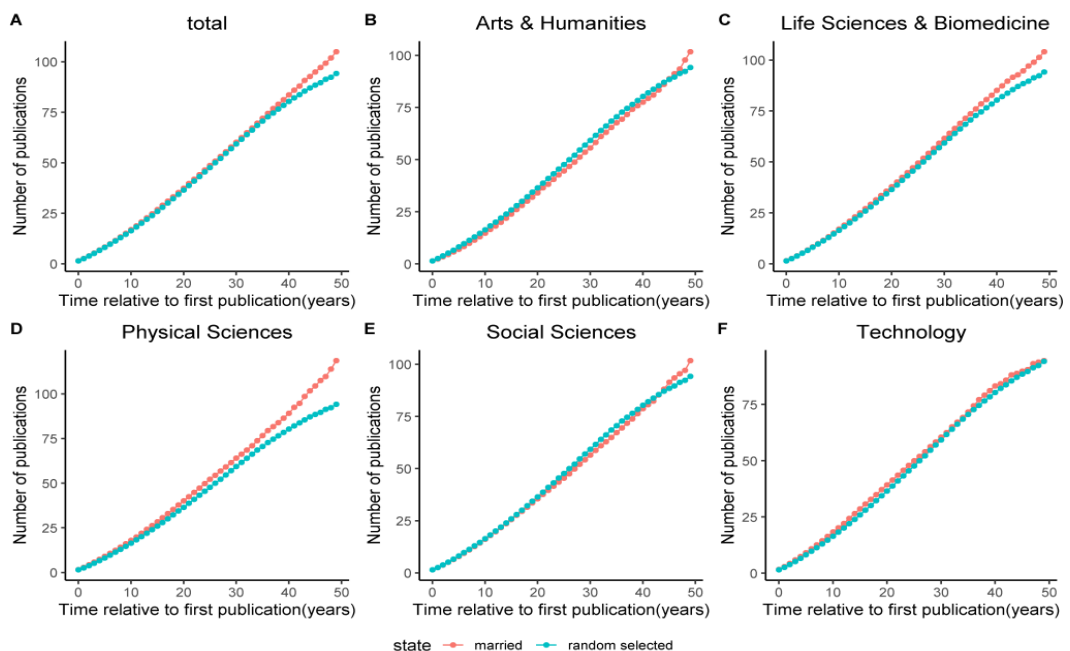 A
total
Number of publications
100
75
50
25
0
0 10 20 30 40 50
Time relative to first publication(years)
B
Arts & Humanities
Number of publications
100
75
50
25
0
0 10 20 30 40 50
Time relative to first publication(years)
C
Life Sciences & Biomedicine
Number of publications
100
75
50
25
0
0 10 20 30 40 50
Time relative to first publication(years)
D
Physical Sciences
Number of publications
100
75
50
25
0
0 10 20 30 40 50
Time relative to first publication(years)
E
Social Sciences
Number of publications
100
75
50
25
0
0 10 20 30 40 50
Time relative to first publication(years)
F
Technology
Number of publications
75
50
25
0
0 10 20 30 40 50
Time relative to first publication(years)
state married random selected